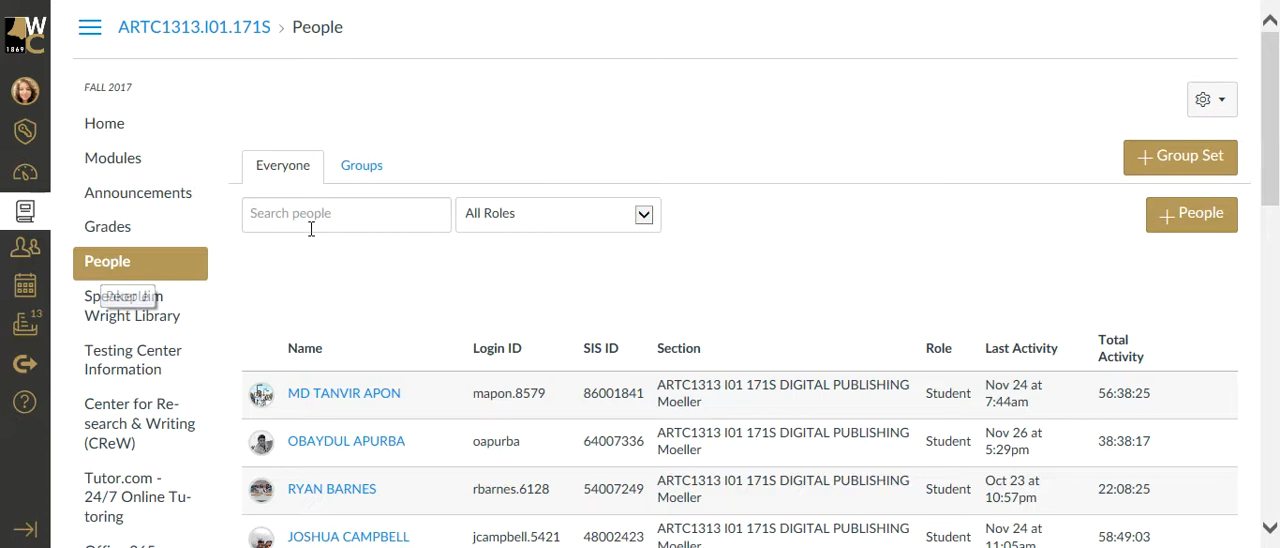 WC
1869
ARTC1313.I01.171S > People
FALL 2017
Home
Modules
Announcements
Grades
People
Wright Library
Testing Center
Information
Center for Re-
search & Writing
(CReW)
Tutor.com -
24/7 Online Tu-
toring
13
Everyone
Groups
+ Group Set
Search people
All Roles
+ People
Name Login ID SIS ID Section Role Last Activity Total
Activity
MD TANVIR APON mapon.8579 86001841 ARTC1313 I01 171S DIGITAL PUBLISHING
Moeller Student Nov 24 at
7:44am 56:38:25
OBAYDUL APURBA oapurba 64007336 ARTC1313 I01 171S DIGITAL PUBLISHING
Moeller Student Nov 26 at
5:29pm 38:38:17
RYAN BARNES rbarnes.6128 54007249 ARTC1313 I01 171S DIGITAL PUBLISHING
Moeller Student Oct 23 at
10:57pm 22:08:25
JOSHUA CAMPBELL jcampbell.5421 48002423 ARTC1313 I01 171S DIGITAL PUBLISHING
Moeller Student Nov 24 at
11:05am 58:49:03